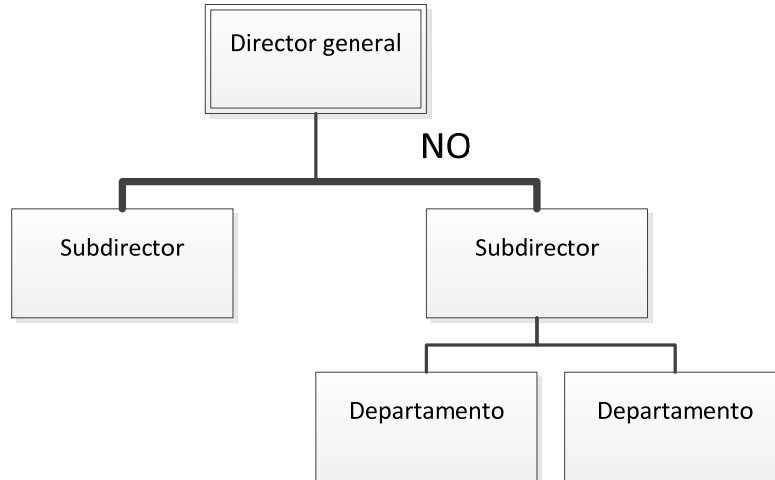 Director general
NO
Subdirector
Subdirector
Departamento
Departamento